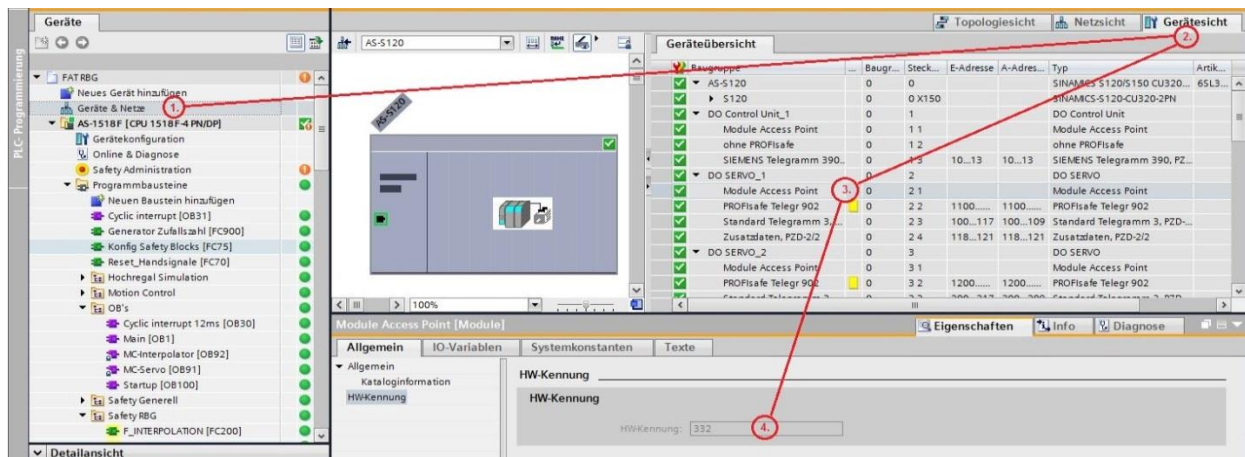 PLC- Programmierung
Geräte
FATRBG
Neues Gerät hinzufügen
Geräte & Netze
1.
AS-1518F [CPU 1518F-4 PN/DP]
Gerätekonfiguration
Online & Diagnose
Safety Administration
Programmbausteine
Neuen Baustein hinzufügen
Cyclic interrupt [OB31]
Generator Zufallszahl [FC900]
Konfig Safety Blocks [FC75]
Reset_Handsignale [FC70]
Hochregal Simulation
Motion Control
OB's
Cyclic interrupt 12ms [OB30]
Main [OB1]
MC-Interpolator [OB92]
MC-Servo [OB91]
Startup [OB100]
Safety Generell
Safety RBG
F_INTERPOLATION [FC200]
Detailansicht
AS-S120
AS-S120
100%
Topologiesicht Netzsicht Gerätesicht
2.
Geräteübersicht
Baugruppe ... Baugr... Steck... E-Adresse A-Adres... Typ Artik...
AS-S120 0 0 SINAMICS S120/S150 CU320... 6SL3...
S120 0 0 X150 SINAMICS-S120-CU320-2PN
DO Control Unit_1 0 1 DO Control Unit
Module Access Point 0 1 1 Module Access Point
ohne PROFIsafe 0 1 2 ohne PROFIsafe
SIEMENS Telegramm 390.. 0 1 3 10...13 10...13 SIEMENS Telegramm 390, PZ...
DO SERVO_1 0 2 DO SERVO
Module Access Point 3. 0 2 1 Module Access Point
PROFIsafe Telegr 902 0 2 2 1100...... 1100...... PROFIsafe Telegr 902
Standard Telegramm 3,... 0 2 3 100...117 100...109 Standard Telegramm 3, PZD-...
Zusatzdaten, PZD-2/2 0 2 4 118...121 118...121 Zusatzdaten, PZD-2/2
DO SERVO_2 0 3 DO SERVO
Module Access Point 0 3 1 Module Access Point
PROFIsafe Telegr 902 0 3 2 1200...... 1200...... PROFIsafe Telegr 902
Module Access Point [Module]
Eigenschaften Info Diagnose
Allgemein IO-Variablen Systemkonstanten Texte
Allgemein
Kataloginformation
HW-Kennung
HW-Kennung
HW-Kennung
HW-Kennung: 332
4.